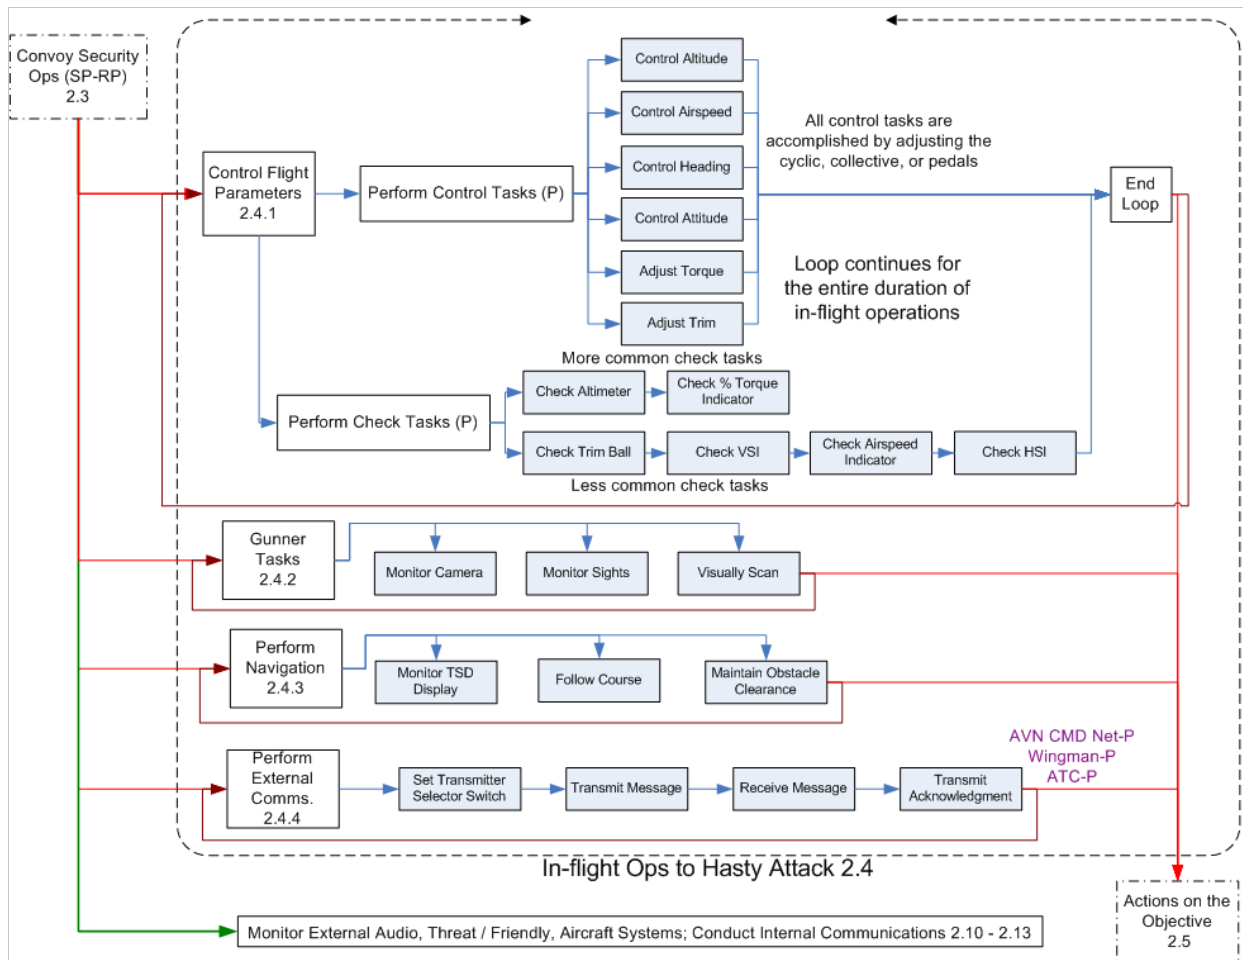 Convoy Security
Ops (SP-RP)
2.3
Control Flight
Parameters
2.4.1
Perform Control Tasks (P)
Control Altitude
Control Airspeed
Control Heading
Control Attitude
Adjust Torque
Adjust Trim
All control tasks are
accomplished by adjusting the
cyclic, collective, or pedals
End
Loop
Loop continues for
the entire duration of
in-flight operations
More common check tasks
Perform Check Tasks (P)
Check Altimeter
Check % Torque
Indicator
Check Trim Ball
Check VSI
Check Airspeed
Indicator
Check HSI
Less common check tasks
Gunner
Tasks
2.4.2
Monitor Camera
Monitor Sights
Visually Scan
Perform
Navigation
2.4.3
Monitor TSD
Display
Follow Course
Maintain Obstacle
Clearance
Perform
External
Comms.
2.4.4
Set Transmitter
Selector Switch
Transmit Message
Receive Message
Transmit
Acknowledgment
AVN CMD Net-P
Wingman-P
ATC-P
In-flight Ops to Hasty Attack 2.4
Monitor External Audio, Threat / Friendly, Aircraft Systems; Conduct Internal Communications 2.10 - 2.13
Actions on the
Objective
2.5